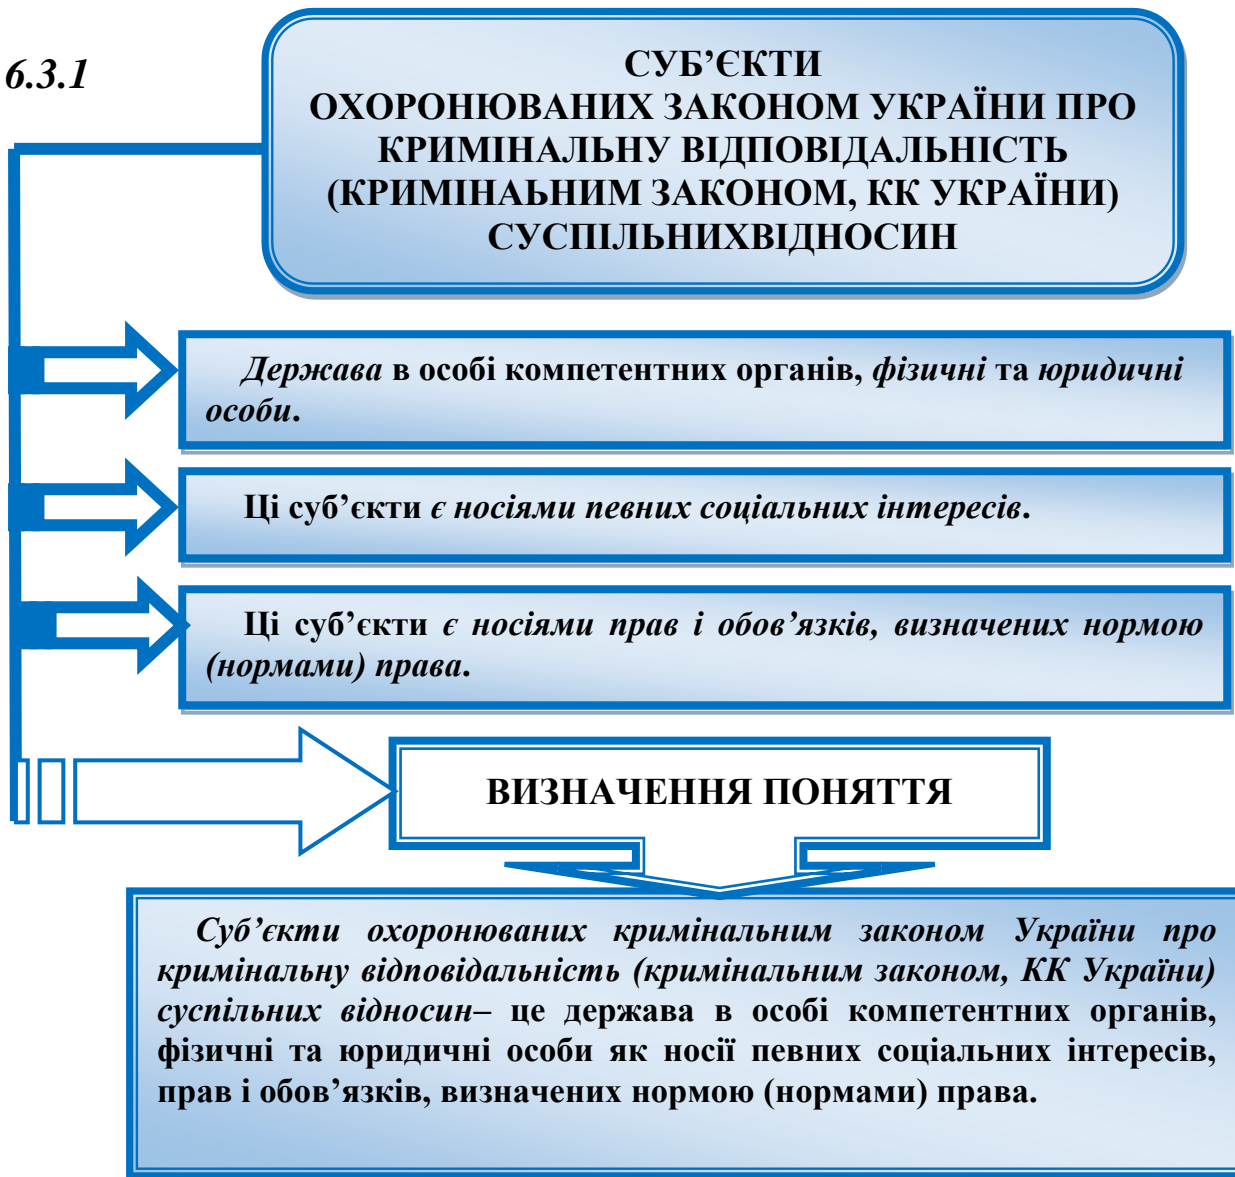 6.3.1
СУБ’ЄКТИ
ОХОРОНЮВАНИХ ЗАКОНОМ УКРАЇНИ ПРО
КРИМІНАЛЬНУ ВІДПОВІДАЛЬНІСТЬ
(КРИМІНАЬНИМ ЗАКОНОМ, КК УКРАЇНИ)
СУСПІЛЬНИХВІДНОСИН
Держава в особі компетентних органів, фізичні та юридичні
особи.
Ці суб’єкти є носіями певних соціальних інтересів.
Ці суб’єкти є носіями прав і обов’язків, визначених нормою
(нормами) права.
ВИЗНАЧЕННЯ ПОНЯТТЯ
Суб’єкти охоронюваних кримінальним законом України про
кримінальну відповідальність (кримінальним законом, КК України)
суспільних відносин– це держава в особі компетентних органів,
фізичні та юридичні особи як носії певних соціальних інтересів,
прав і обов’язків, визначених нормою (нормами) права.